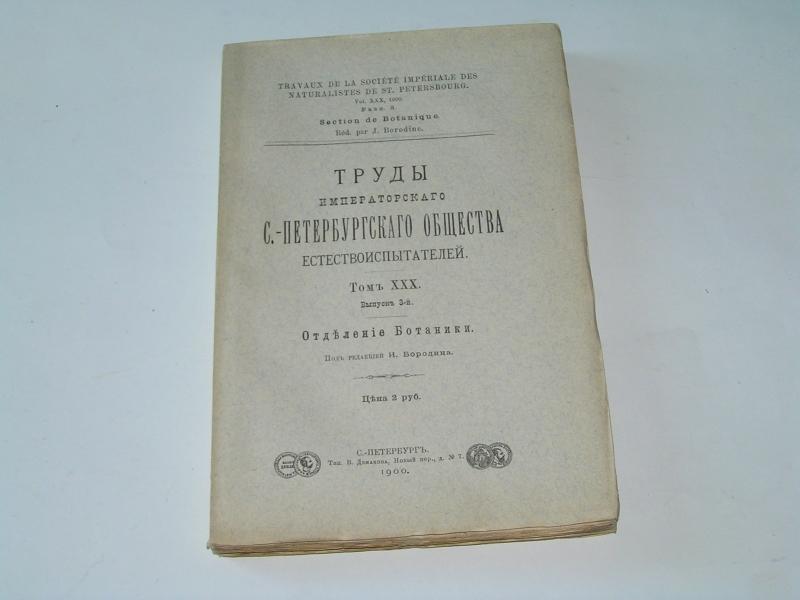 TRAVAUX DE LA SOCIÉTÉ IMPÉRIALE DES
NATURALISTES DE ST. PETERSBOURG.
Vol. XXX, 1900.
Fasc. 3.
Section de Botanique
Réd. par J. Borodine.
ТРУДЫ
ИМПЕРАТОРСКАГО
С.-ПЕТЕРБУРГСКАГО ОБЩЕСТВА
ЕСТЕСТВОИСПЫТАТЕЛЕЙ.
Томъ XXX.
Выпускъ 3-й.
Отдѣленіе Ботаники.
Подъ редакціей И. Бородина.
Цѣна 2 руб.
С.-ПЕТЕРБУРГЪ.
Тип. В. Демакова, Новый пер., д. № 7.
1900.